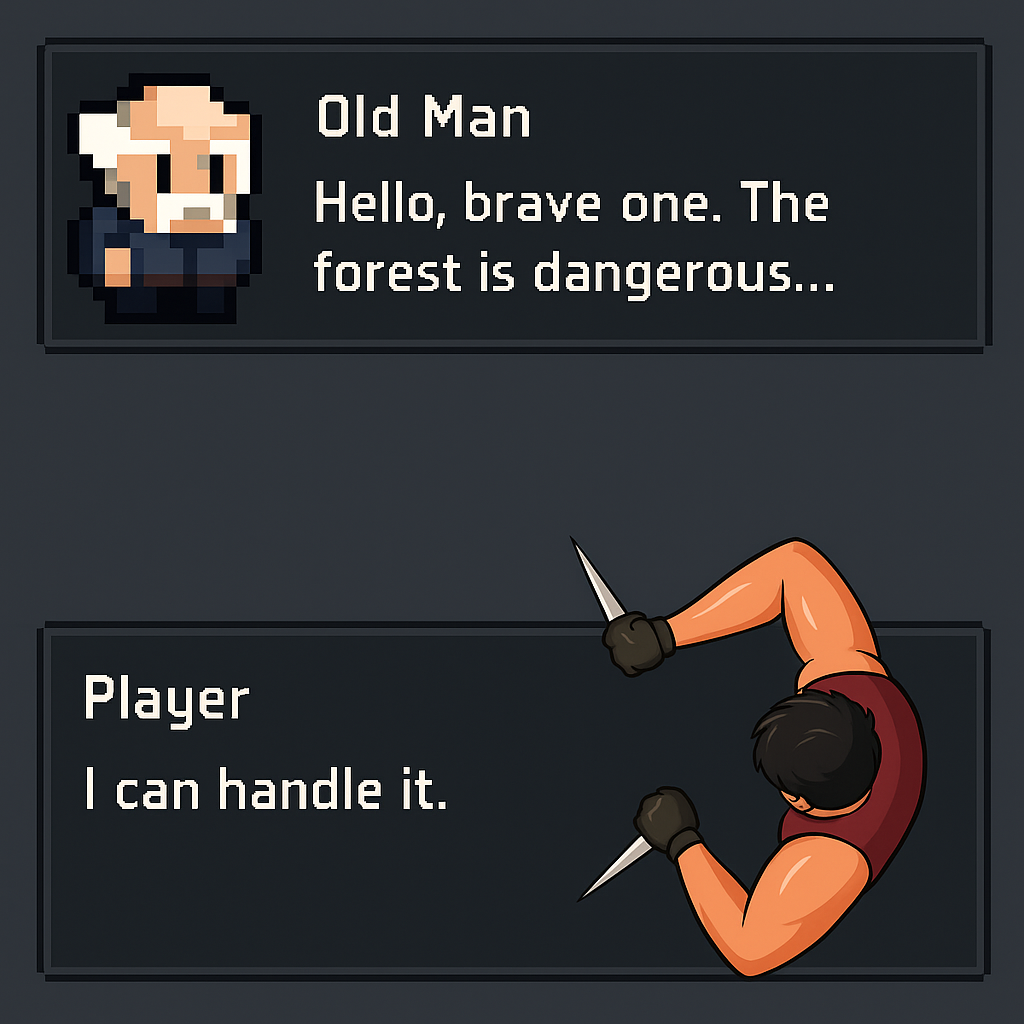 Old Man
Hello, brave one. The
forest is dangerous...
Player
I can handle it.